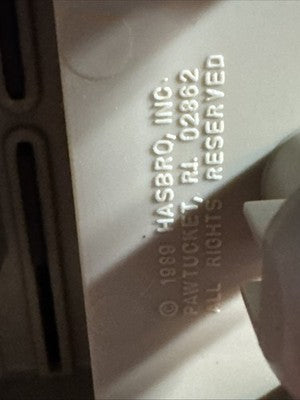 © 1989 HASBRO, INC.
PAWTUCKET, R.I. 02862
ALL RIGHTS RESERVED